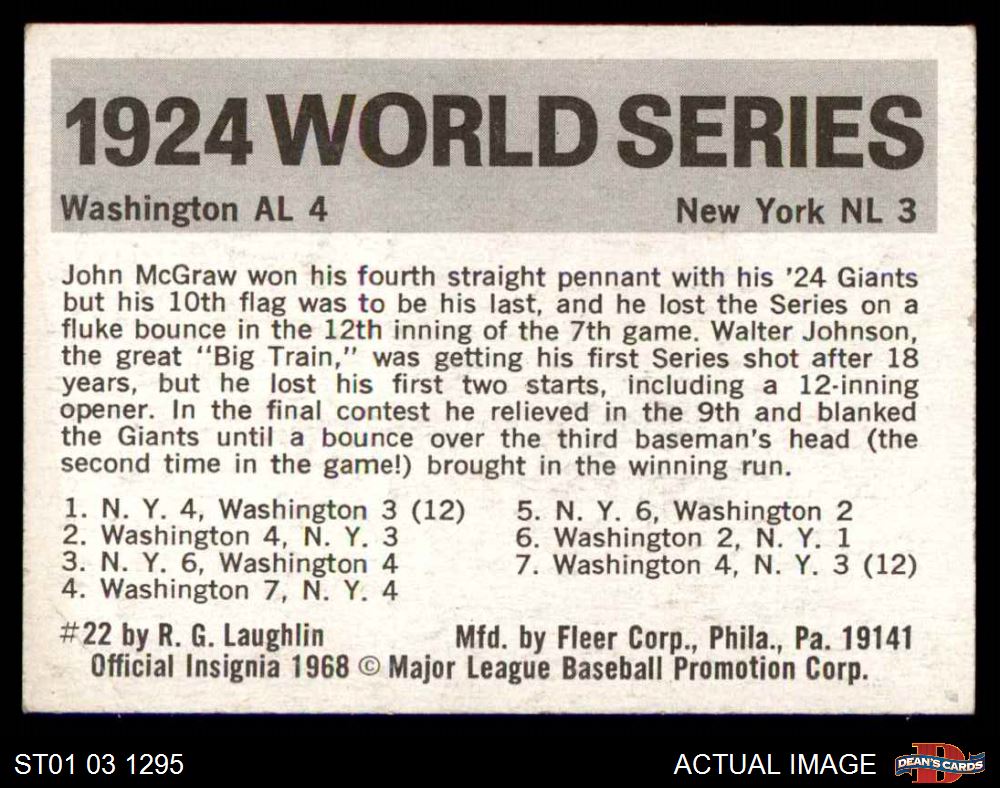 1924 WORLD SERIES
Washington AL 4 New York NL 3
John McGraw won his fourth straight pennant with his '24 Giants
but his 10th flag was to be his last, and he lost the Series on a
fluke bounce in the 12th inning of the 7th game. Walter Johnson,
the great "Big Train," was getting his first Series shot after 18
years, but he lost his first two starts, including a 12-inning
opener. In the final contest he relieved in the 9th and blanked
the Giants until a bounce over the third baseman's head (the
second time in the game!) brought in the winning run.
1. N. Y. 4, Washington 3 (12)
2. Washington 4, N. Y. 3
3. N. Y. 6, Washington 4
4. Washington 7, N. Y. 4
5. N. Y. 6, Washington 2
6. Washington 2, N. Y. 1
7. Washington 4, N. Y. 3 (12)
#22 by R. G. Laughlin Mfd. by Fleer Corp., Phila., Pa. 19141
Official Insignia 1968 © Major League Baseball Promotion Corp.
ST01 03 1295 ACTUAL IMAGE D DEAN'S CARDS